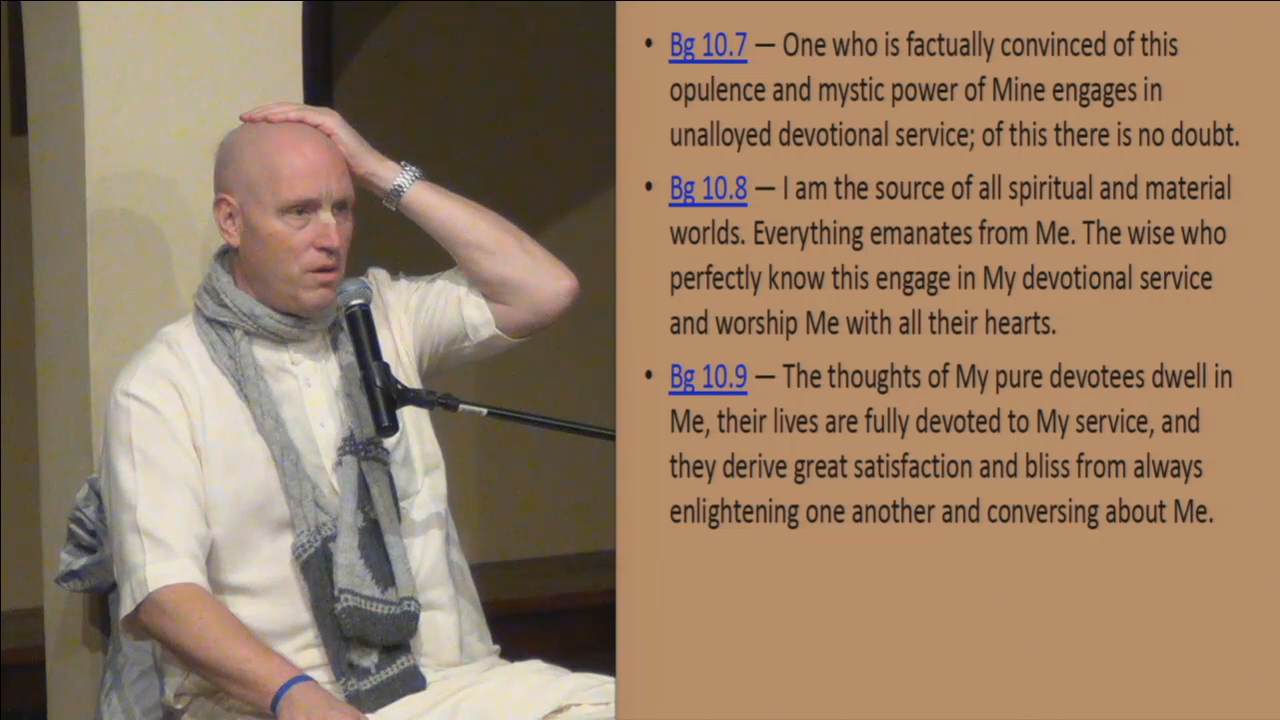 • Bg 10.7 — One who is factually convinced of this
opulence and mystic power of Mine engages in
unalloyed devotional service; of this there is no doubt.
• Bg 10.8 — I am the source of all spiritual and material
worlds. Everything emanates from Me. The wise who
perfectly know this engage in My devotional service
and worship Me with all their hearts.
• Bg 10.9 — The thoughts of My pure devotees dwell in
Me, their lives are fully devoted to My service, and
they derive great satisfaction and bliss from always
enlightening one another and conversing about Me.